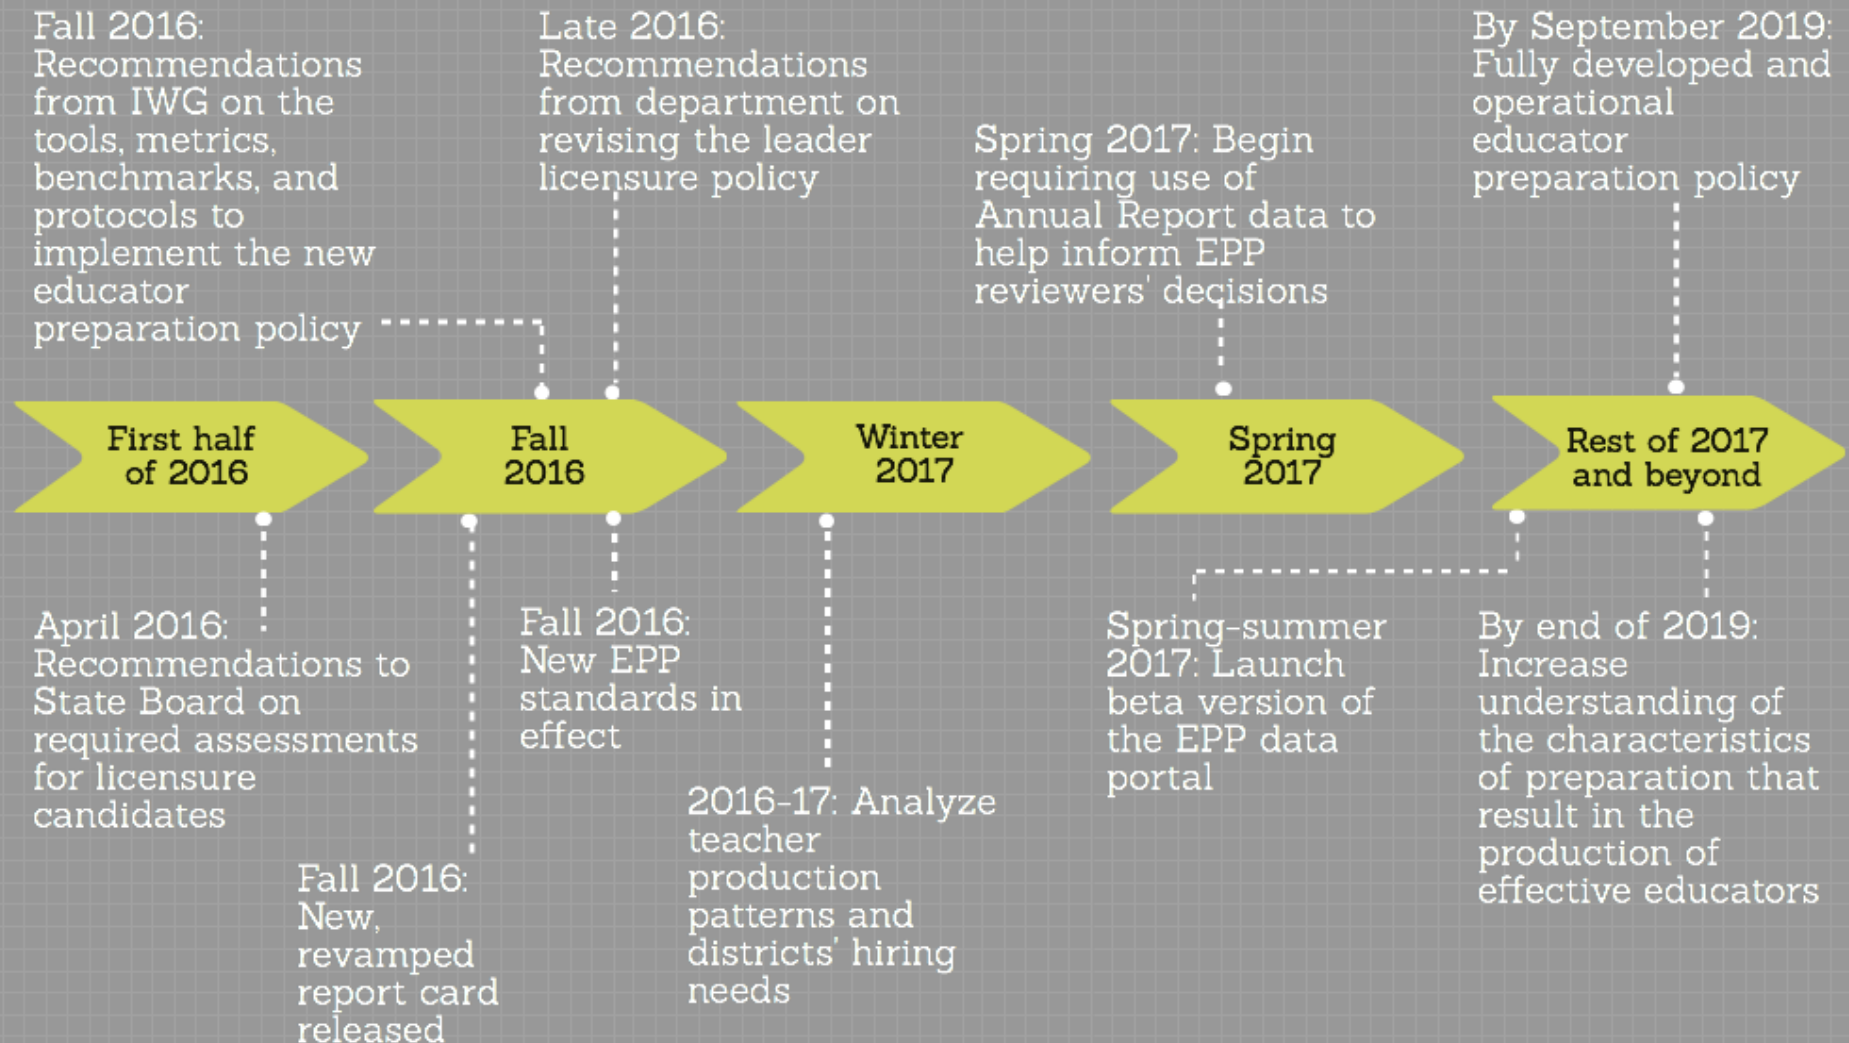 Fall 2016:
Recommendations
from IWG on the
tools, metrics,
benchmarks, and
protocols to
implement the new
educator
preparation policy
Late 2016:
Recommendations
from department on
revising the leader
licensure policy
Spring 2017: Begin
requiring use of
Annual Report data to
help inform EPP
reviewers' decisions
By September 2019:
Fully developed and
operational
educator
preparation policy
First half
of 2016
Fall
2016
Winter
2017
Spring
2017
Rest of 2017
and beyond
April 2016:
Recommendations to
State Board on
required assessments
for licensure
candidates
Fall 2016:
New,
revamped
report card
released
Fall 2016:
New EPP
standards in
effect
2016-17: Analyze
teacher
production
patterns and
districts' hiring
needs
Spring-summer
2017: Launch
beta version of
the EPP data
portal
By end of 2019:
Increase
understanding of
the characteristics
of preparation that
result in the
production of
effective educators